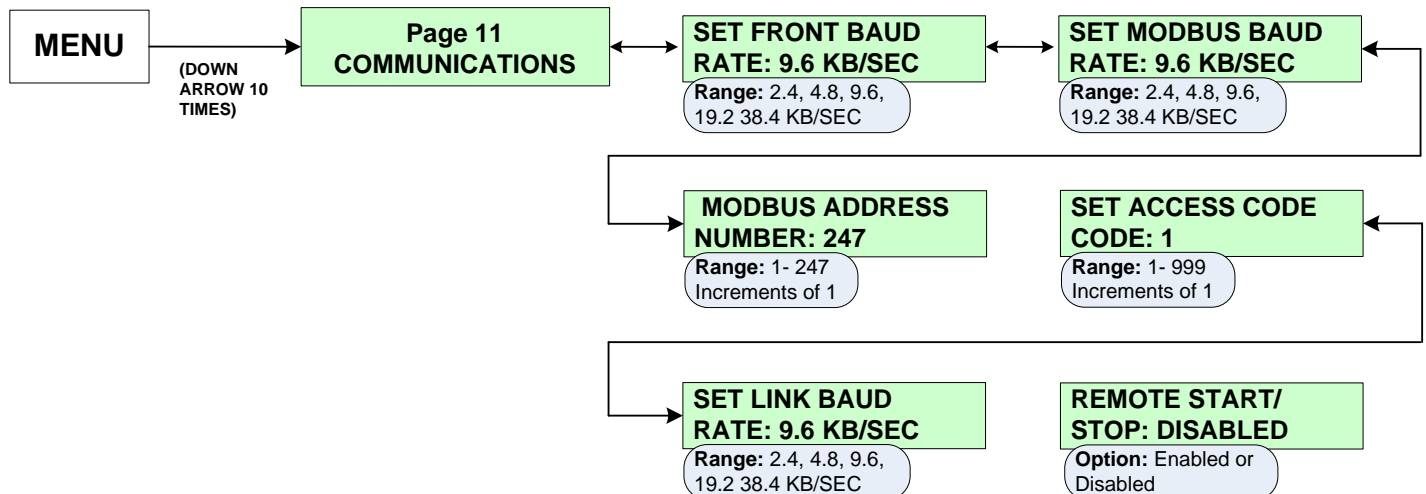 MENU
(DOWN
ARROW 10
TIMES)
Page 11
COMMUNICATIONS
SET FRONT BAUD
RATE: 9.6 KB/SEC
Range: 2.4, 4.8, 9.6,
19.2 38.4 KB/SEC
SET MODBUS BAUD
RATE: 9.6 KB/SEC
Range: 2.4, 4.8, 9.6,
19.2 38.4 KB/SEC
MODBUS ADDRESS
NUMBER: 247
Range: 1- 247
Increments of 1
SET ACCESS CODE
CODE: 1
Range: 1- 999
Increments of 1
SET LINK BAUD
RATE: 9.6 KB/SEC
Range: 2.4, 4.8, 9.6,
19.2 38.4 KB/SEC
REMOTE START/
STOP: DISABLED
Option: Enabled or
Disabled